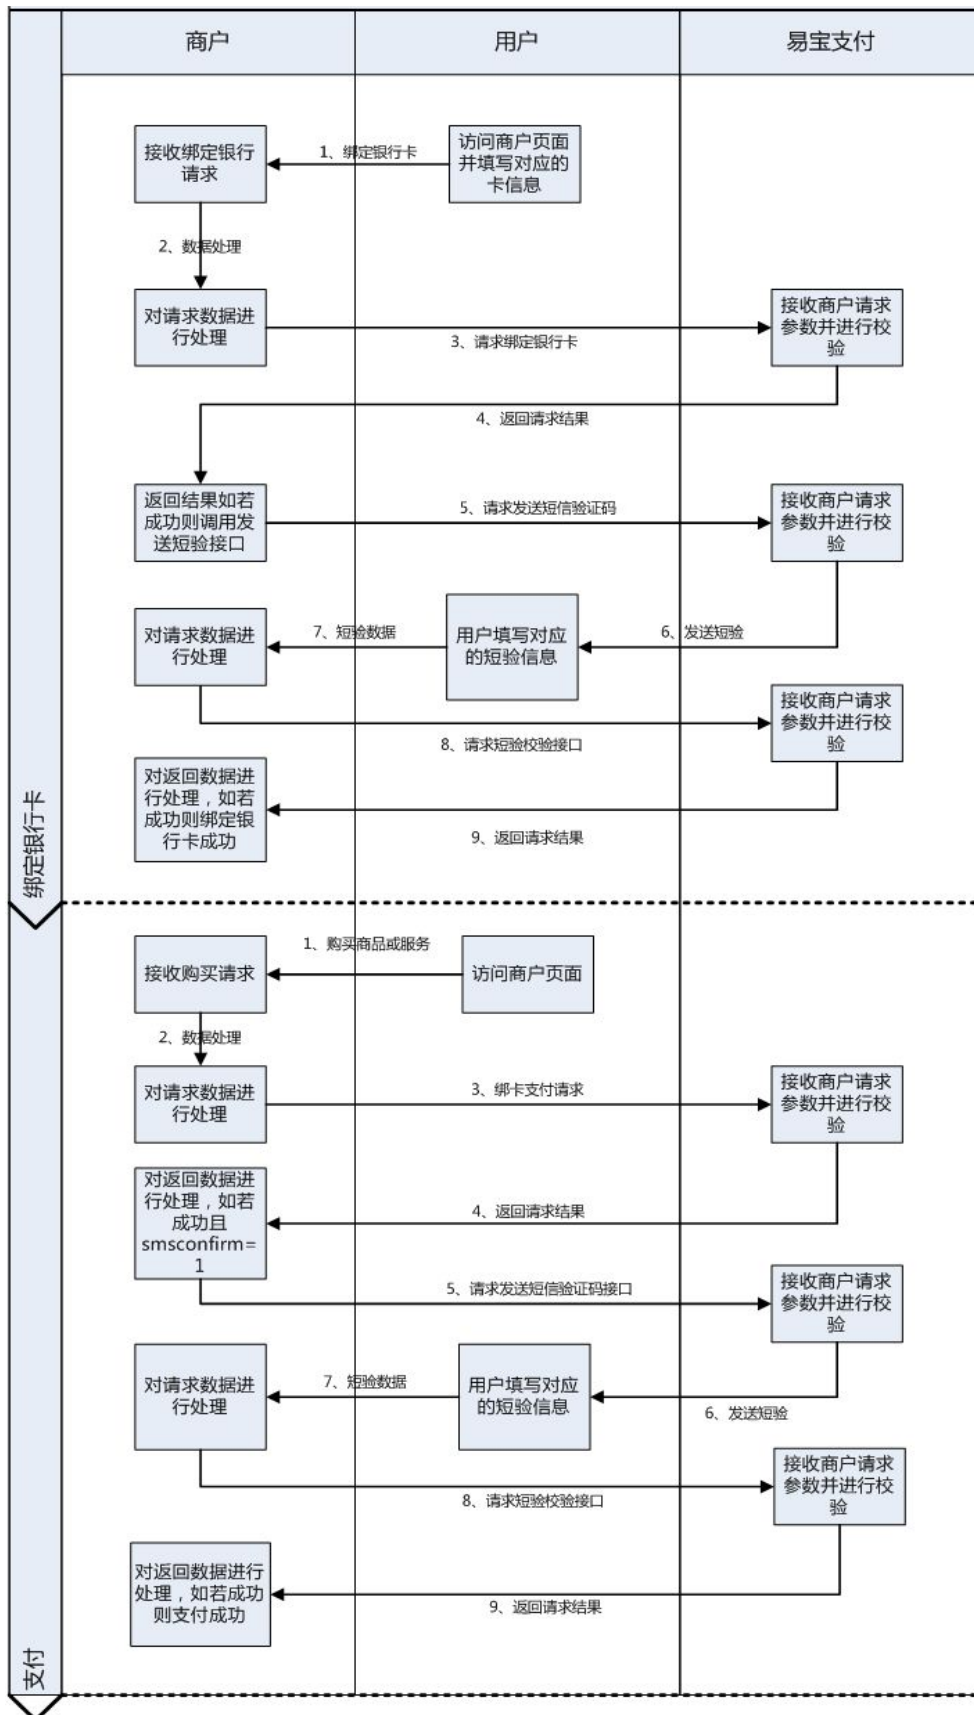 商户
用户
易宝支付
绑定银行卡
接收绑定银行
请求
1、绑定银行卡
访问商户页面
并填写对应的
卡信息
2、数据处理
对请求数据进
行处理
3、请求绑定银行卡
接收商户请求
参数并进行校
验
4、返回请求结果
返回结果如若
成功则调用发
送短验接口
5、请求发送短信验证码
接收商户请求
参数并进行校
验
6、发送短验
用户填写对应
的短验信息
7、短验数据
对请求数据进
行处理
8、请求短验校验接口
接收商户请求
参数并进行校
验
9、返回请求结果
对返回数据进
行处理，如若
成功则绑定银
行卡成功
支付
接收购买请求
1、购买商品或服务
访问商户页面
2、数据处理
对请求数据进
行处理
3、绑卡支付请求
接收商户请求
参数并进行校
验
4、返回请求结果
对返回数据进
行处理，如若
成功且
smsconfirm=
1
5、请求发送短信验证码接口
接收商户请求
参数并进行校
验
6、发送短验
用户填写对应
的短验信息
7、短验数据
对请求数据进
行处理
8、请求短验校验接口
接收商户请求
参数并进行校
验
9、返回请求结果
对返回数据进行
处理，如若成功
则支付成功